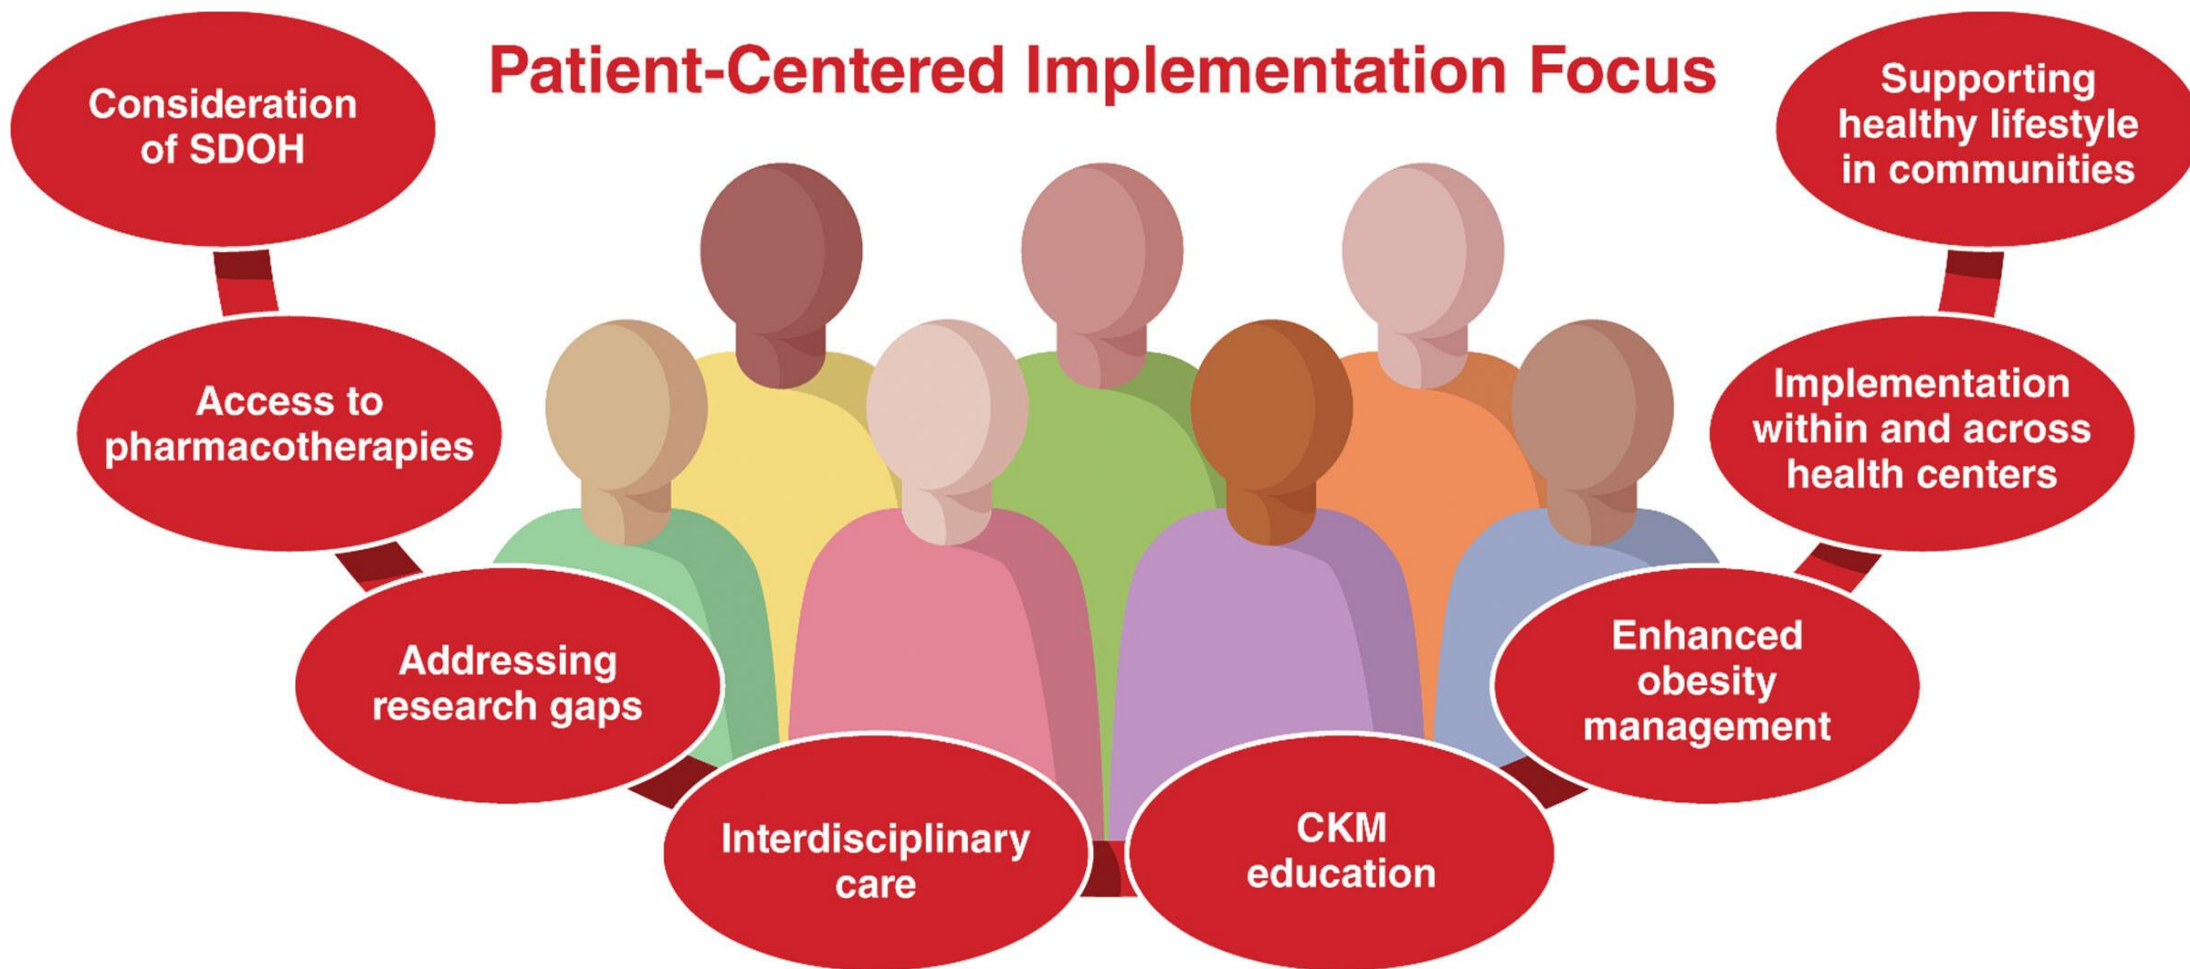 Patient-Centered Implementation Focus
Consideration
of SDOH
Access to
pharmacotherapies
Addressing
research gaps
Interdisciplinary
care
CKM
education
Enhanced
obesity
management
Implementation
within and across
health centers
Supporting
healthy lifestyle
in communities